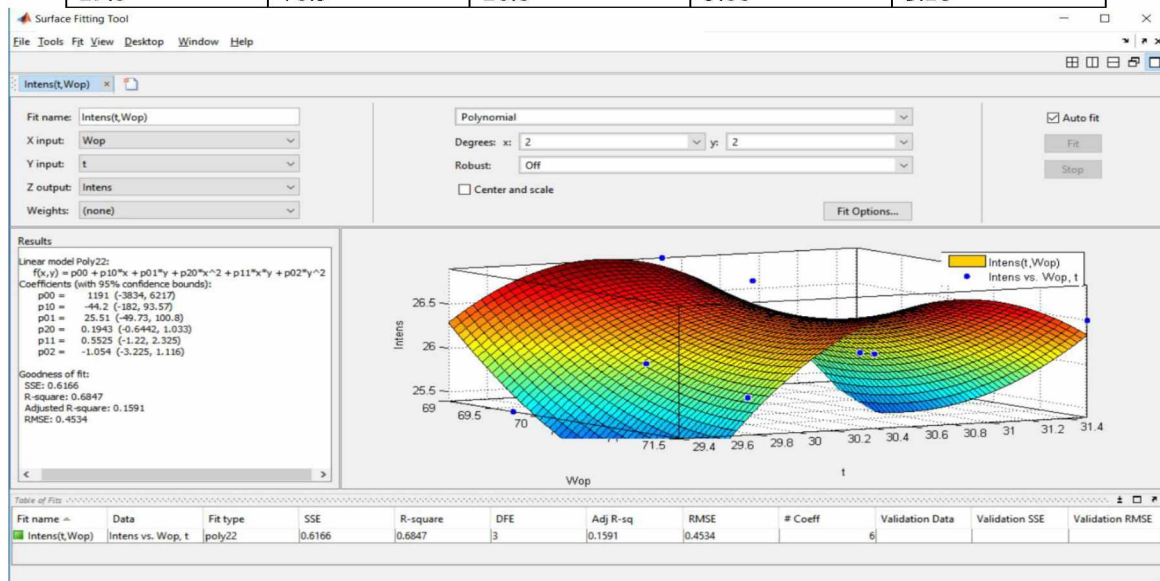 Surface Fitting Tool
File Tools Fit View Desktop Window Help
Intens(t,Wop)
Fit name: Intens(t,Wop)
X input: Wop
Y input: t
Z output: Intens
Weights: (none)
Polynomial
Degrees: x: 2 y: 2
Robust: Off
Center and scale
Fit Options...
Auto fit
Fit
Stop
Results
Linear model Poly22:
f(x,y) = p00 + p10*x + p01*y + p20*x^2 + p11*x*y + p02*y^2
Coefficients (with 95% confidence bounds):
p00 = 1191 (-3834, 6217)
p10 = -44.2 (-182, 93.57)
p01 = 25.51 (-49.73, 100.8)
p20 = 0.1943 (-0.6442, 1.033)
p11 = 0.5525 (-1.22, 2.325)
p02 = -1.054 (-3.225, 1.116)
Goodness of fit:
SSE: 0.6166
R-square: 0.6847
Adjusted R-square: 0.1591
RMSE: 0.4534
Intens(t,Wop)
Intens vs. Wop, t
Intens
26.5
26
25.5
69 69.5 70 71.5
29.4 29.6 29.8 30 30.2 30.4 30.6 30.8 31 31.2 31.4
Wop
t
Table of Fits
Fit name Data Fit type SSE R-square DFE Adj R-sq RMSE # Coeff Validation Data Validation SSE Validation RMSE
Intens(t,Wop) Intens vs. Wop, t poly22 0.6166 0.6847 3 0.1591 0.4534 6